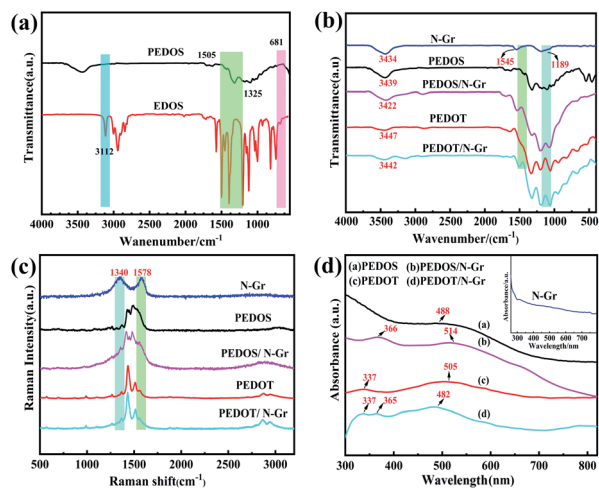 (a)
PEDOS
1505
681
1325
EDOS
3112
Transmittance(a.u)
4000 3500 3000 2500 2000 1500 1000
Wanenumber/cm-1
(b)
N-Gr
3434
1545
1189
PEDOS
3439
PEDOS/N-Gr
3422
PEDOT
3447
PEDOT/N-Gr
3442
Transmittance(a.u.)
4000 3500 3000 2500 2000 1500 1000 400
Wanenumber/(cm-1)
(c)
1340 1578
N-Gr
PEDOS
PEDOS/ N-Gr
PEDOT
PEDOT/ N-Gr
Raman Intensity(a.u.)
500 1000 1500 2000 2500 3000
Raman shift(cm-1)
(d)
(a)PEDOS (b)PEDOS/N-Gr
(c)PEDOT (d)PEDOT/N-Gr
N-Gr
Absorbance/a.u.
300 400 500 600 700
Wavelength/nm
488
(a)
366
514
(b)
337
505
(c)
337 365 482
(d)
Absorbance (a.u.)
300 400 500 600 700 800
Wavelength(nm)